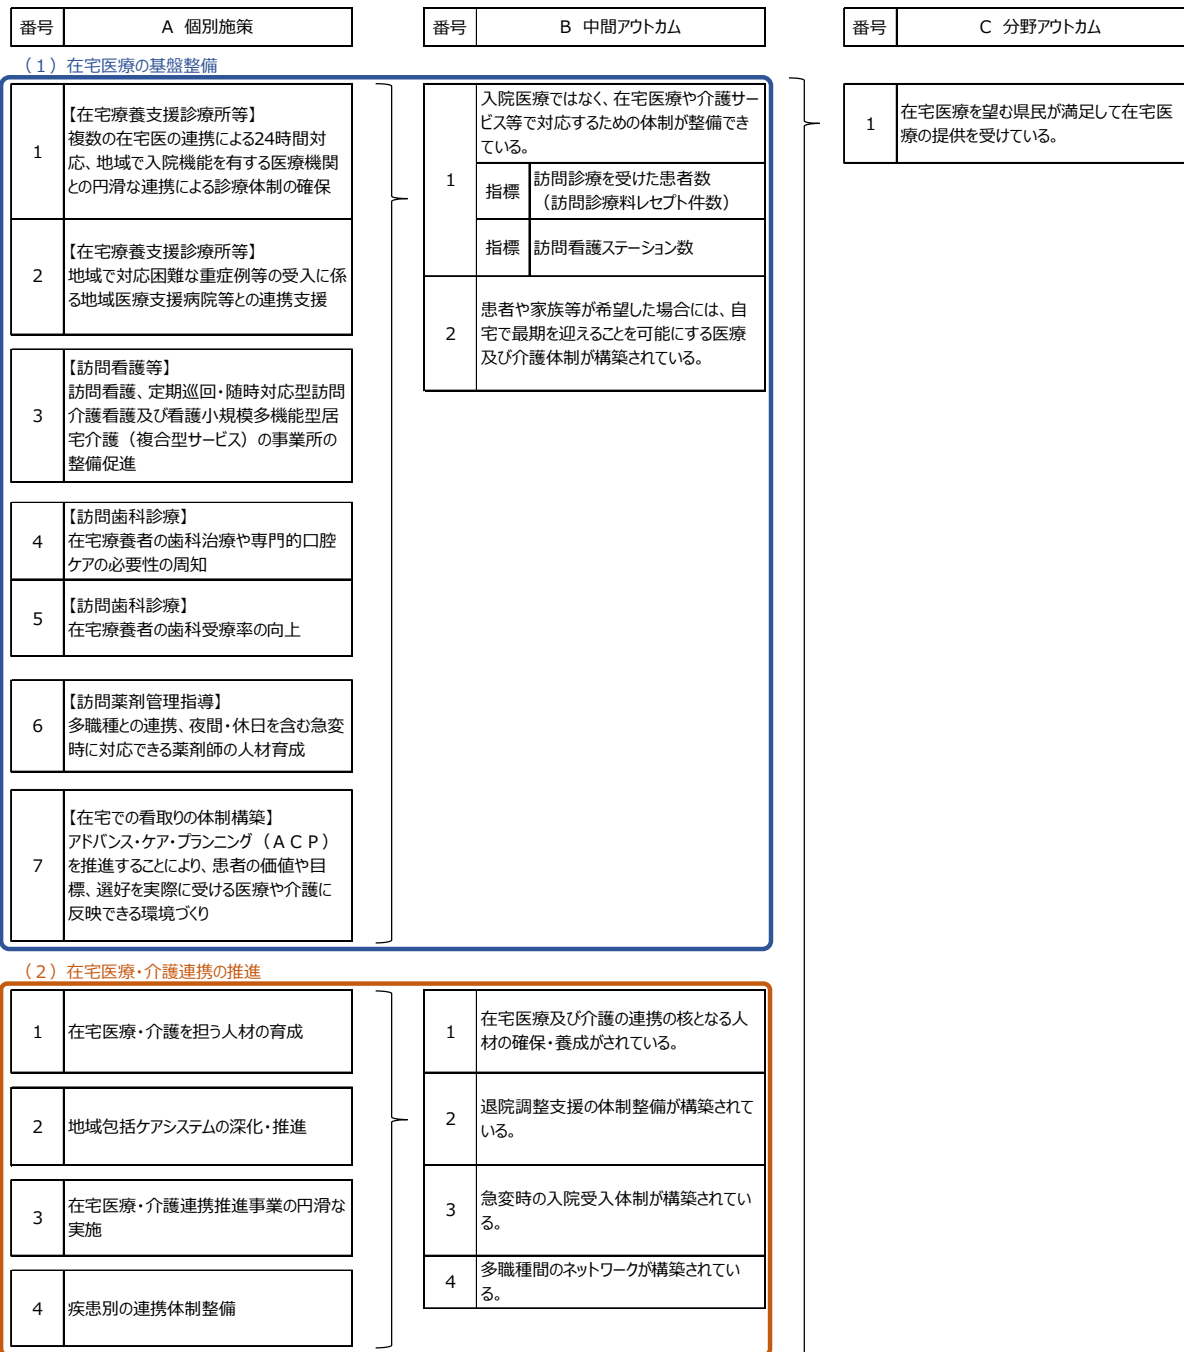 番号
A 個別施策
番号
B 中間アウトカム
番号
C 分野アウトカム
（1）在宅医療の基盤整備
1
【在宅療養支援診療所等】
複数の在宅医の連携による24時間対
応、地域で入院機能を有する医療機関
との円滑な連携による診療体制の確保
2
【在宅療養支援診療所等】
地域で対応困難な重症例等の受入に係
る地域医療支援病院等との連携支援
3
【訪問看護等】
訪問看護、定期巡回・随時対応型訪問
介護看護及び看護小規模多機能型居
宅介護（複合型サービス）の事業所の
整備促進
4
【訪問歯科診療】
在宅療養者の歯科治療や専門的口腔
ケアの必要性の周知
5
【訪問歯科診療】
在宅療養者の歯科受療率の向上
6
【訪問薬剤管理指導】
多職種との連携、夜間・休日を含む急変
時に対応できる薬剤師の人材育成
7
【在宅での看取りの体制構築】
アドバンス・ケア・プランニング（ＡＣＰ）
を推進することにより、患者の価値や目
標、選好を実際に受ける医療や介護に
反映できる環境づくり
1
入院医療ではなく、在宅医療や介護サー
ビス等で対応するための体制が整備でき
ている。
指標
訪問診療を受けた患者数
（訪問診療料レセプト件数）
指標
訪問看護ステーション数
2
患者や家族等が希望した場合には、自
宅で最期を迎えることを可能にする医療
及び介護体制が構築されている。
1
在宅医療を望む県民が満足して在宅医
療の提供を受けている。
（2）在宅医療・介護連携の推進
1
在宅医療・介護を担う人材の育成
2
地域包括ケアシステムの深化・推進
3
在宅医療・介護連携推進事業の円滑な
実施
4
疾患別の連携体制整備
1
在宅医療及び介護の連携の核となる人
材の確保・養成がされている。
2
退院調整支援の体制整備が構築されて
いる。
3
急変時の入院受入体制が構築されてい
る。
4
多職種間のネットワークが構築されてい
る。